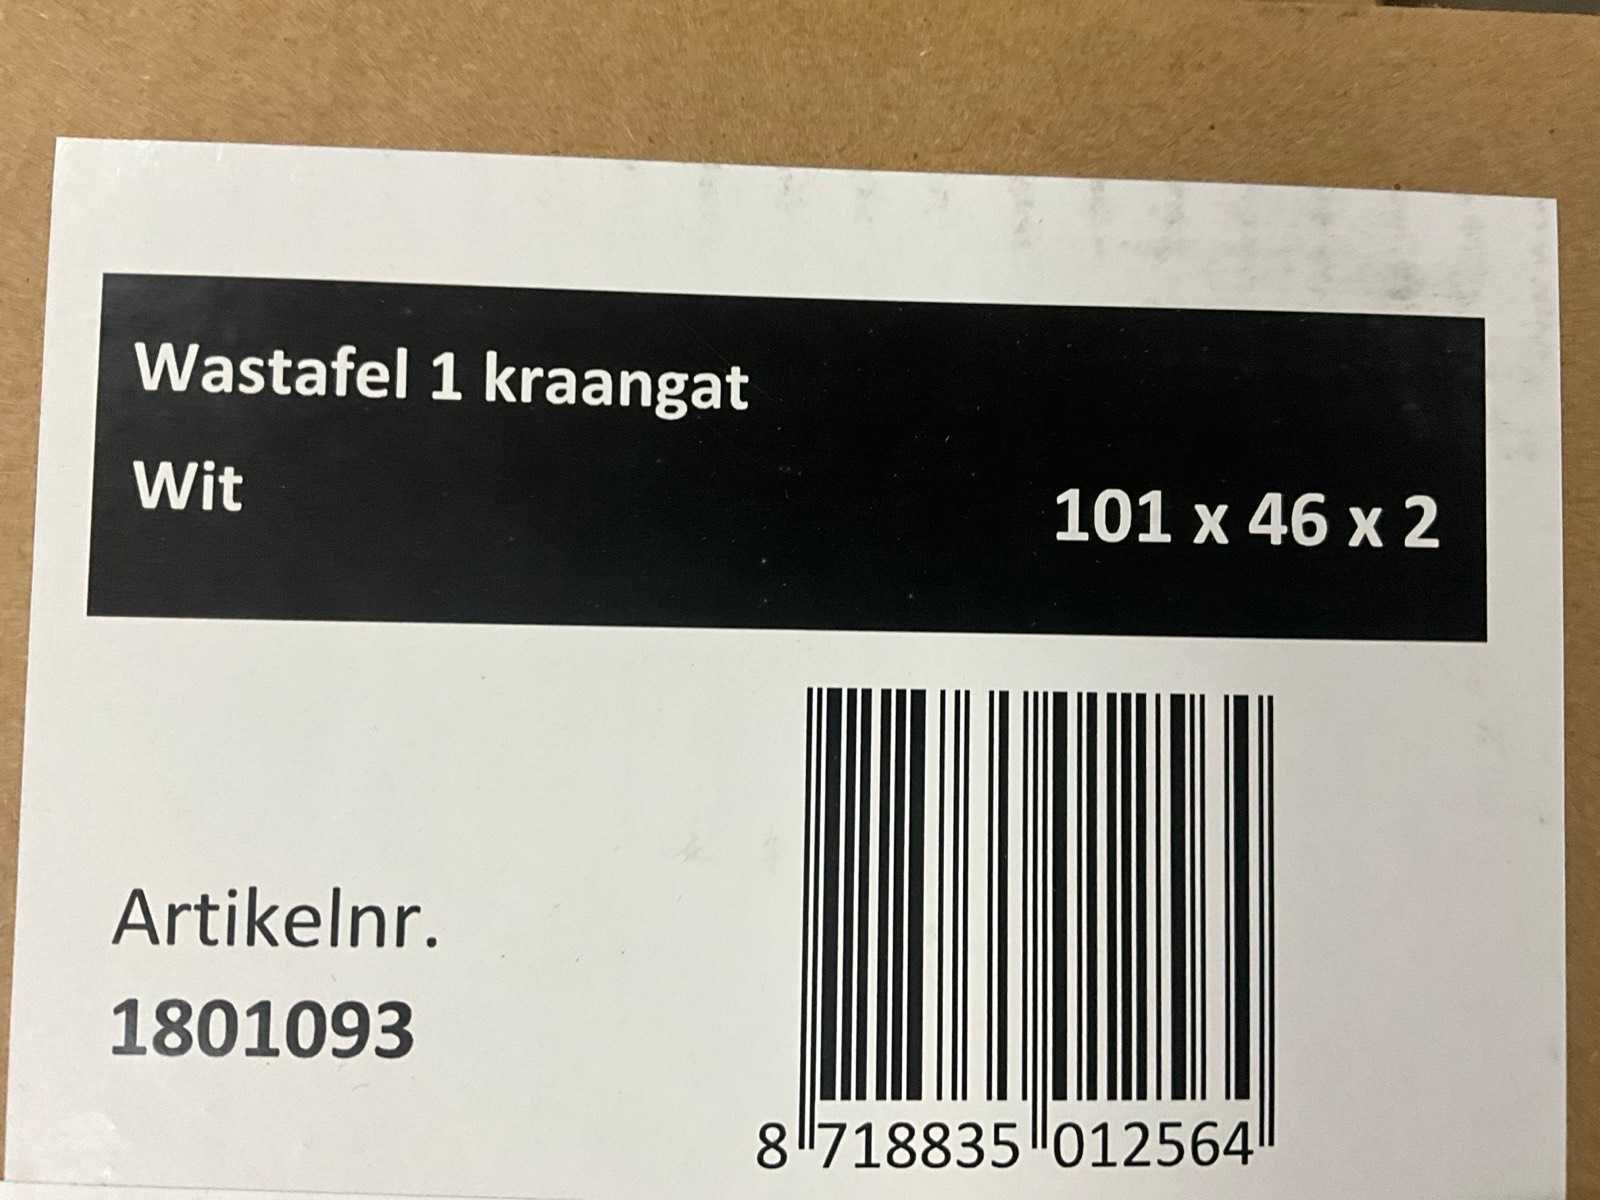 Wastafel 1 kraangat
Wit
101 x 46 x 2
Artikelnr.
1801093
8 718835 012564